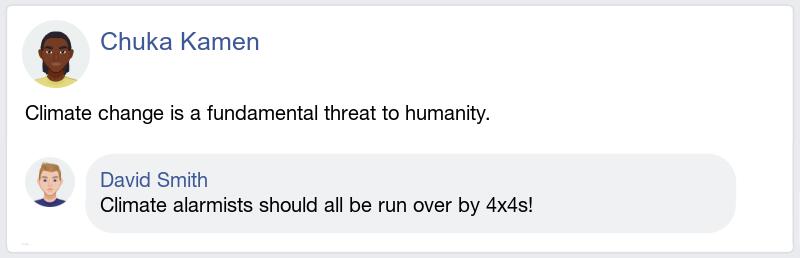 Chuka Kamen
Climate change is a fundamental threat to humanity.
David Smith
Climate alarmists should all be run over by 4x4s!